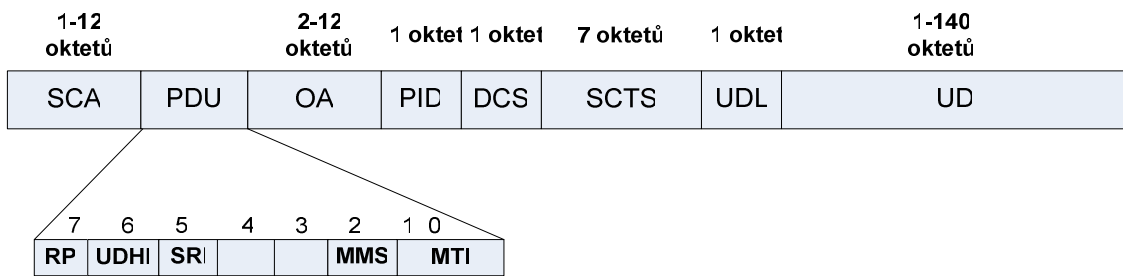 1-12 oktetů 2-12 oktetů 1 oktet 1 oktet 7 oktetů 1 oktet 1-140 oktetů
SCA PDU OA PID DCS SCTS UDL UD
7 6 5 4 3 2 1 0
RP UDHI SRI MMS MTI